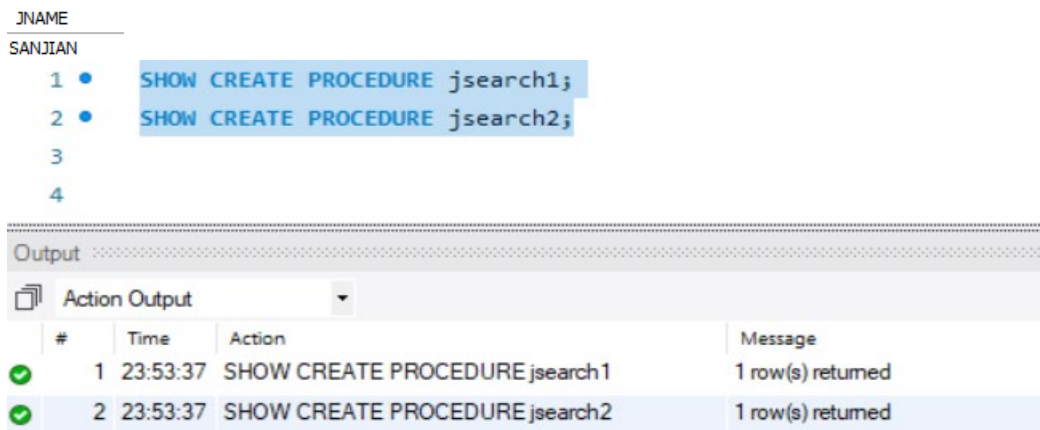 JNAME
SANJIAN
1 SHOW CREATE PROCEDURE jsearch1;
2 SHOW CREATE PROCEDURE jsearch2;
3
4
Output
Action Output
# Time Action Message
1 23:53:37 SHOW CREATE PROCEDURE jsearch1 1 row(s) returned
2 23:53:37 SHOW CREATE PROCEDURE jsearch2 1 row(s) returned